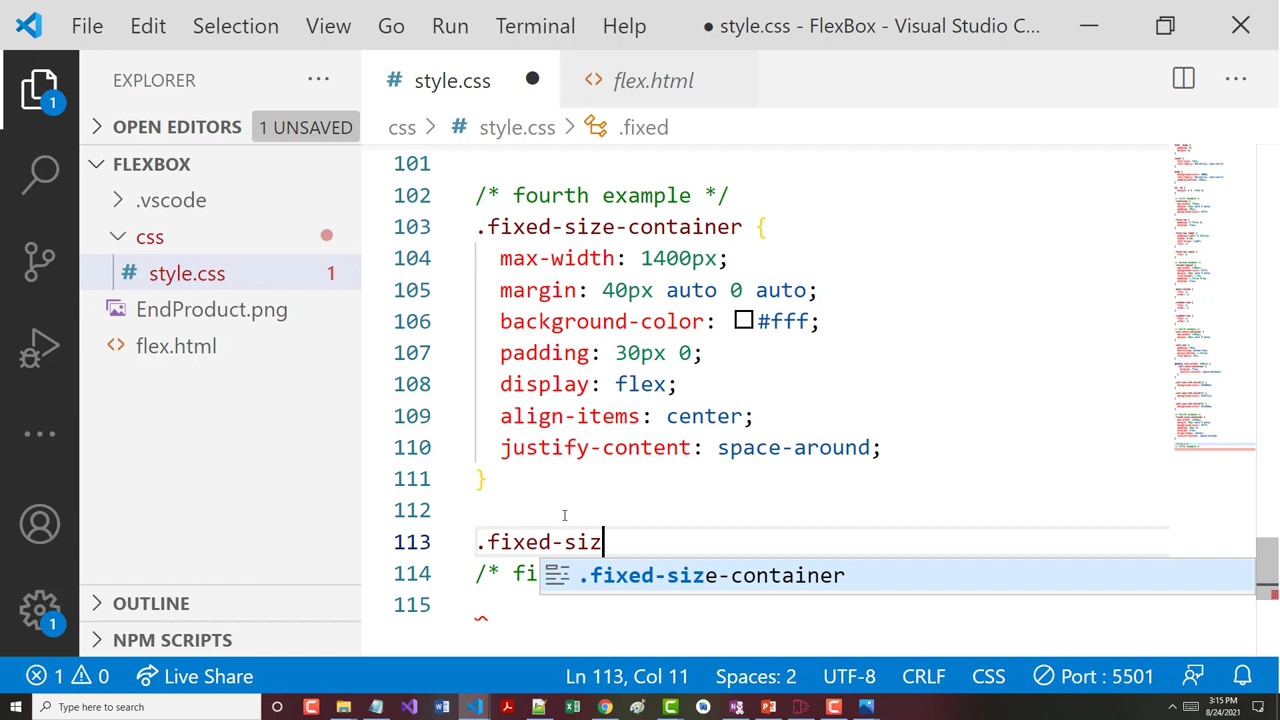 File Edit Selection View Go Run Terminal Help ● style.css - FlexBox - Visual Studio C...
EXPLORER ...
# style.css ●
<> flex.html
OPEN EDITORS 1 UNSAVED
css > # style.css > .fixed
FLEXBOX
.vscode
css
# style.css 1
EndProduct.png
<> flex.html
OUTLINE
NPM SCRIPTS
1
1
101
102 /* fourth example */
103 .fixed-size-container {
104 max-width: 1400px;
105 margin: 40px auto 0 auto;
106 background-color: #fff;
107 padding: 30px 0;
108 display: flex;
109 align-items: center;
110 justify-content: space-around;
111 }
112
113 .fixed-siz
114 /* fi
.fixed-size-container
115
1 0 Live Share Ln 113, Col 11 Spaces: 2 UTF-8 CRLF CSS Port : 5501
Type here to search
3:15 PM
8/24/2021